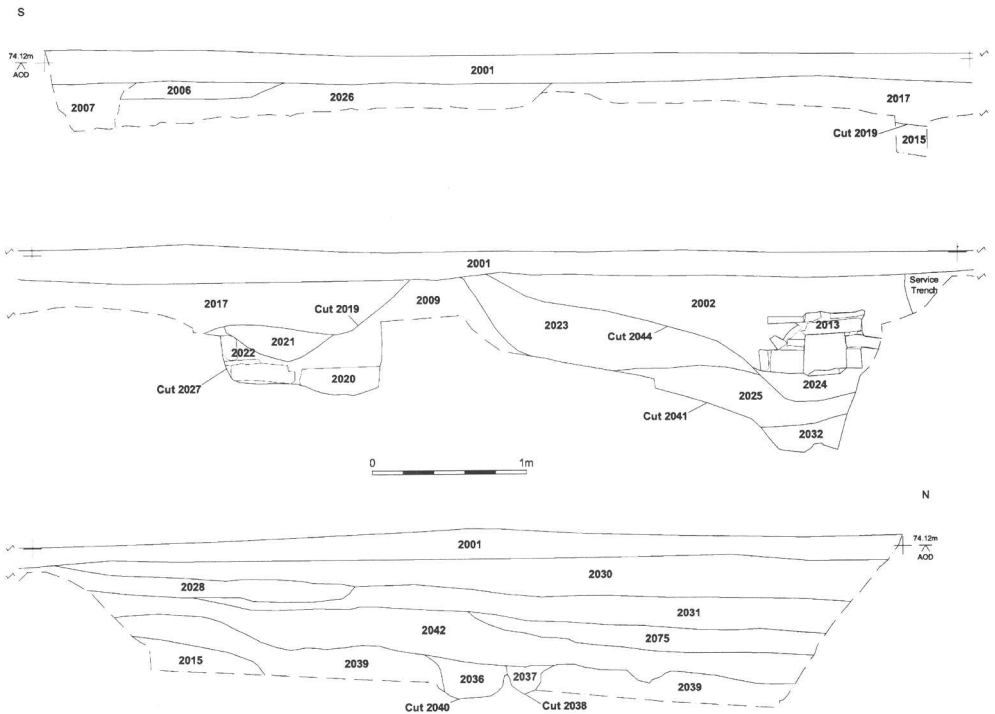 S
74.12m
AOD
2001
2006
2007
2026
2017
Cut 2019
2015
2001
2017
Cut 2019
2009
2002
Service
Trench
2023
2013
Cut 2044
2021
2022
Cut 2027
2020
2024
2025
Cut 2041
2032
0 1m
N
2001
74.12m
AOD
2030
2028
2031
2042
2075
2015
2039
2036
2037
2039
Cut 2040
Cut 2038